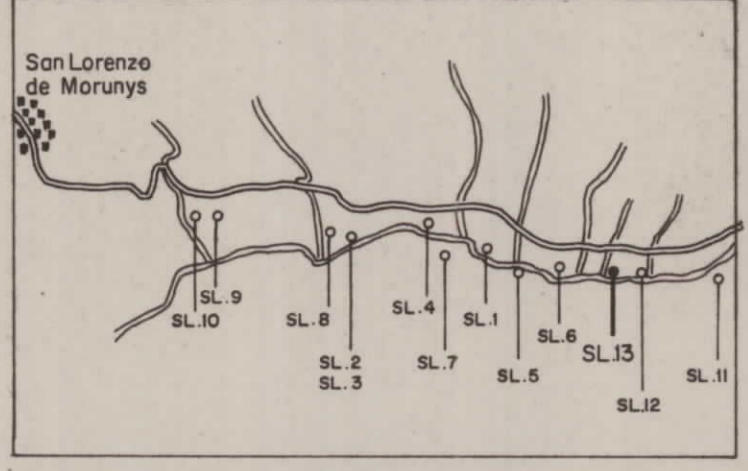 San Lorenzo
de Morunys
SL.9
SL.10
SL.8
SL.4
SL.1
SL.6
SL.13
SL.2
SL.3
SL.7
SL.5
SL.11
SL.12